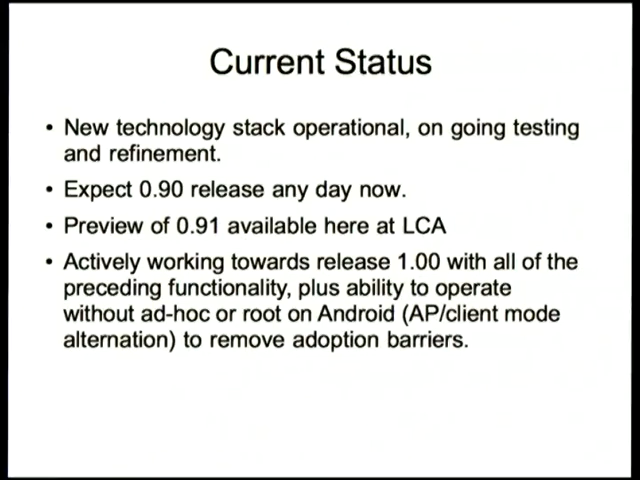 Current Status
• New technology stack operational, on going testing
and refinement.
• Expect 0.90 release any day now.
• Preview of 0.91 available here at LCA
• Actively working towards release 1.00 with all of the
preceding functionality, plus ability to operate
without ad-hoc or root on Android (AP/client mode
alternation) to remove adoption barriers.